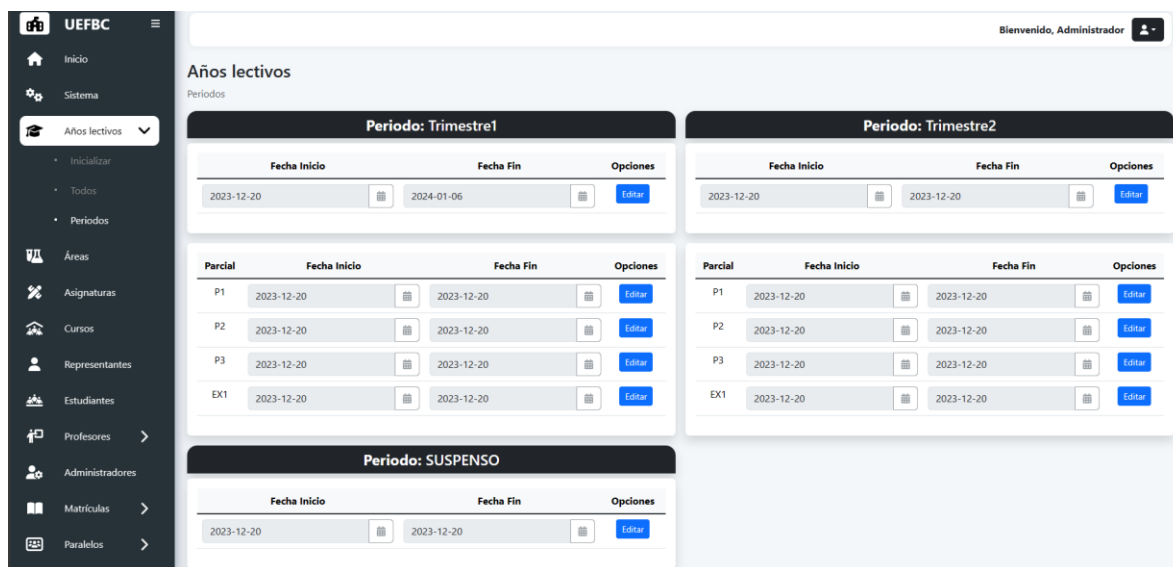 UEFBC
Bienvenido, Administrador
Inicio
Sistema
Años lectivos
Inicializar
Todos
Periodos
Áreas
Asignaturas
Cursos
Representantes
Estudiantes
Profesores
Administradores
Matrículas
Paralelos
Años lectivos
Periodos
Periodo: Trimestre1
Fecha Inicio Fecha Fin Opciones
2023-12-20 2024-01-06 Editar
Parcial Fecha Inicio Fecha Fin Opciones
P1 2023-12-20 2023-12-20 Editar
P2 2023-12-20 2023-12-20 Editar
P3 2023-12-20 2023-12-20 Editar
EX1 2023-12-20 2023-12-20 Editar
Periodo: Trimestre2
Fecha Inicio Fecha Fin Opciones
2023-12-20 2023-12-20 Editar
Parcial Fecha Inicio Fecha Fin Opciones
P1 2023-12-20 2023-12-20 Editar
P2 2023-12-20 2023-12-20 Editar
P3 2023-12-20 2023-12-20 Editar
EX1 2023-12-20 2023-12-20 Editar
Periodo: SUSPENSO
Fecha Inicio Fecha Fin Opciones
2023-12-20 2023-12-20 Editar